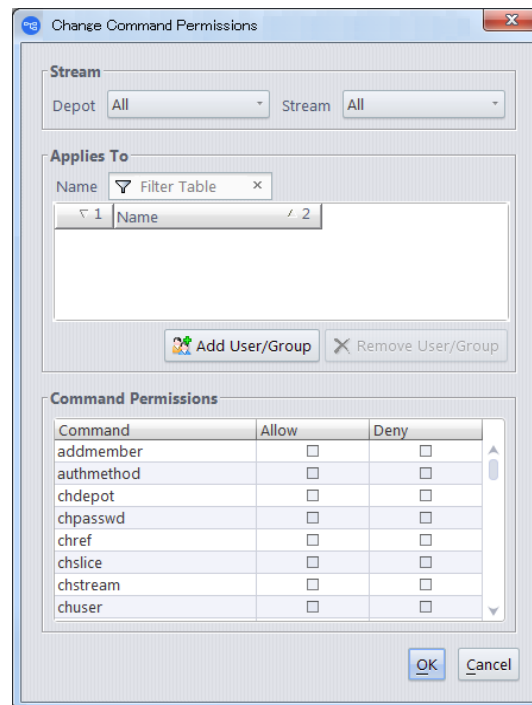 Change Command Permissions
Stream
Depot All Stream All
Applies To
Name Filter Table
1 Name 2
Add User/Group Remove User/Group
Command Permissions
Command Allow Deny
addmember
authmethod
chdepot
chpasswd
chref
chslice
chstream
chuser
OK Cancel